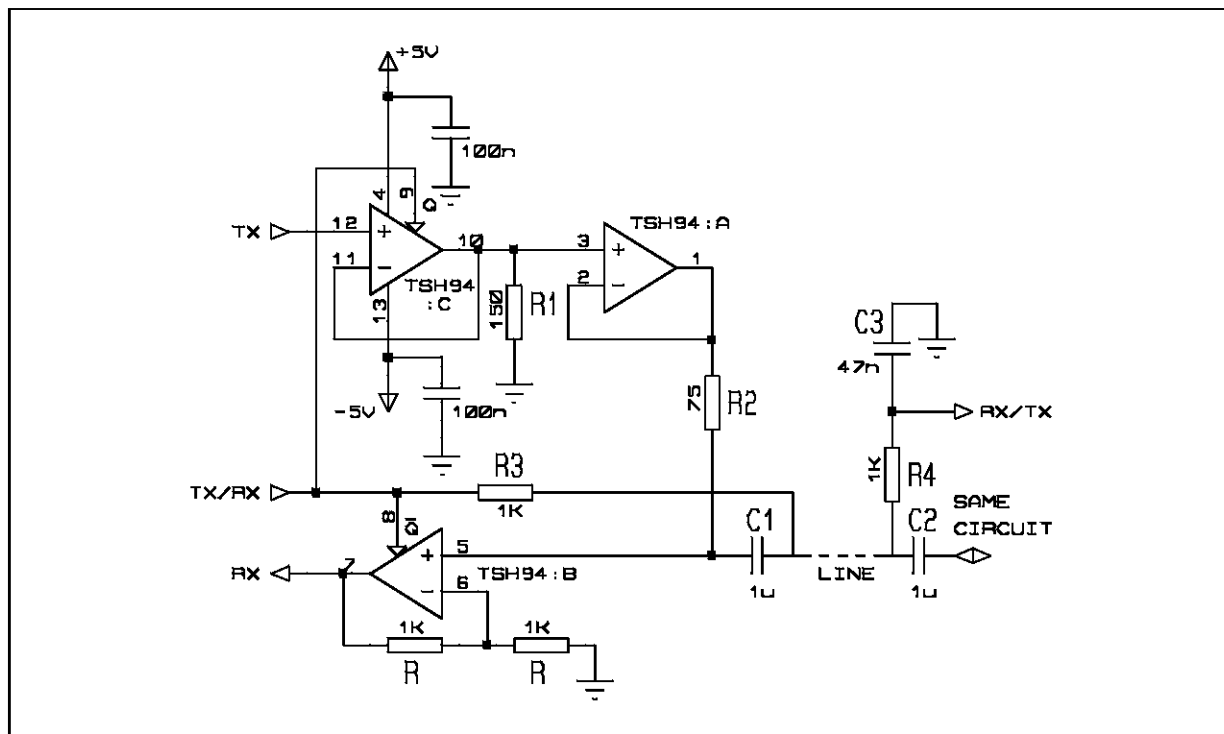 +5V
100n
4
9
Q
TX
12
+
11
-
10
TSH94
:C
13
-5V
100n
150
R1
TSH94:A
3
+
2
-
1
75
R2
C3
47n
RX/TX
1K
R4
SAME
CIRCUIT
TX/RX
R3
1K
8
Q̅
C1
1u
LINE
C2
1u
RX
7
+
5
-
6
TSH94:B
1K
R
1K
R